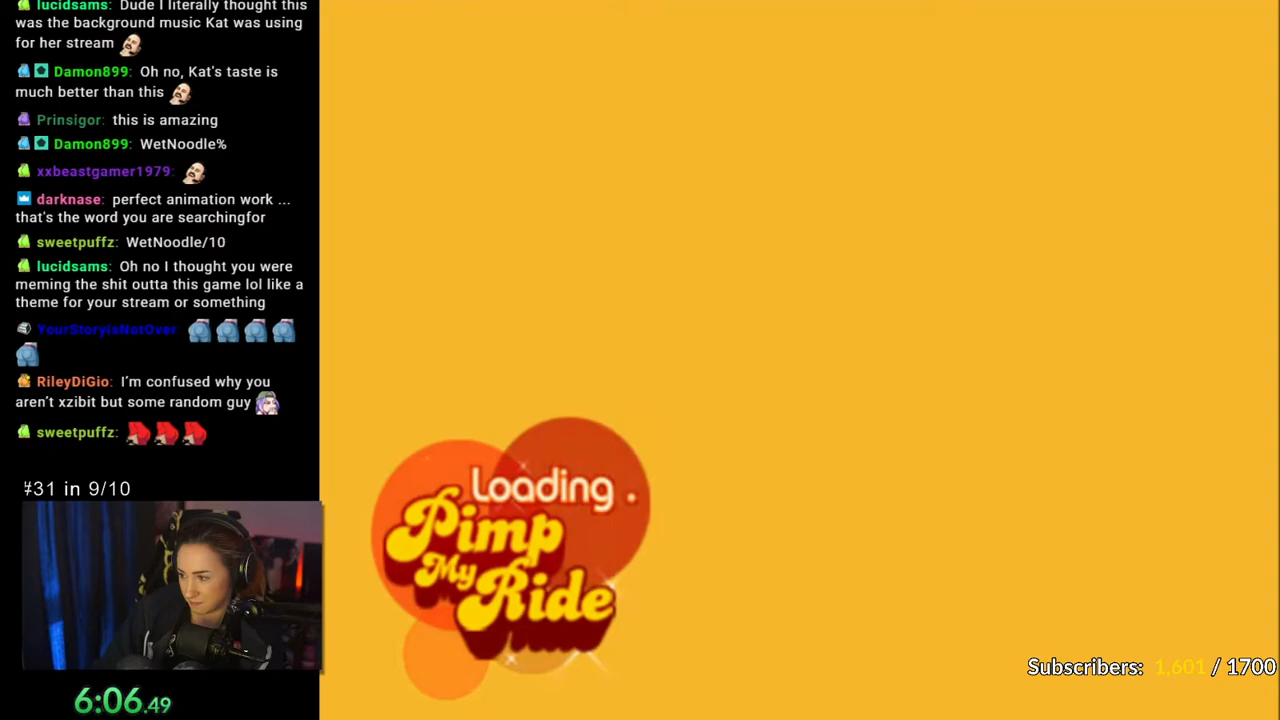 lucidsams: Dude I literally thought this
was the background music Kat was using
for her stream
Damon899: Oh no, Kat's taste is
much better than this
Prinsigor: this is amazing
Damon899: WetNoodle%
xxbeastgamer1979:
darknase: perfect animation work ...
that's the word you are searchingfor
sweetpuffz: WetNoodle/10
lucidsams: Oh no I thought you were
meming the shit outta this game lol like a
theme for your stream or something
YourStoryIsNotOver
RileyDiGio: I'm confused why you
aren't xzibit but some random guy
sweetpuffz:
#31 in 9/10
6:06.49
Loading .
Pimp
My
Ride
Subscribers: 1,601 / 1700